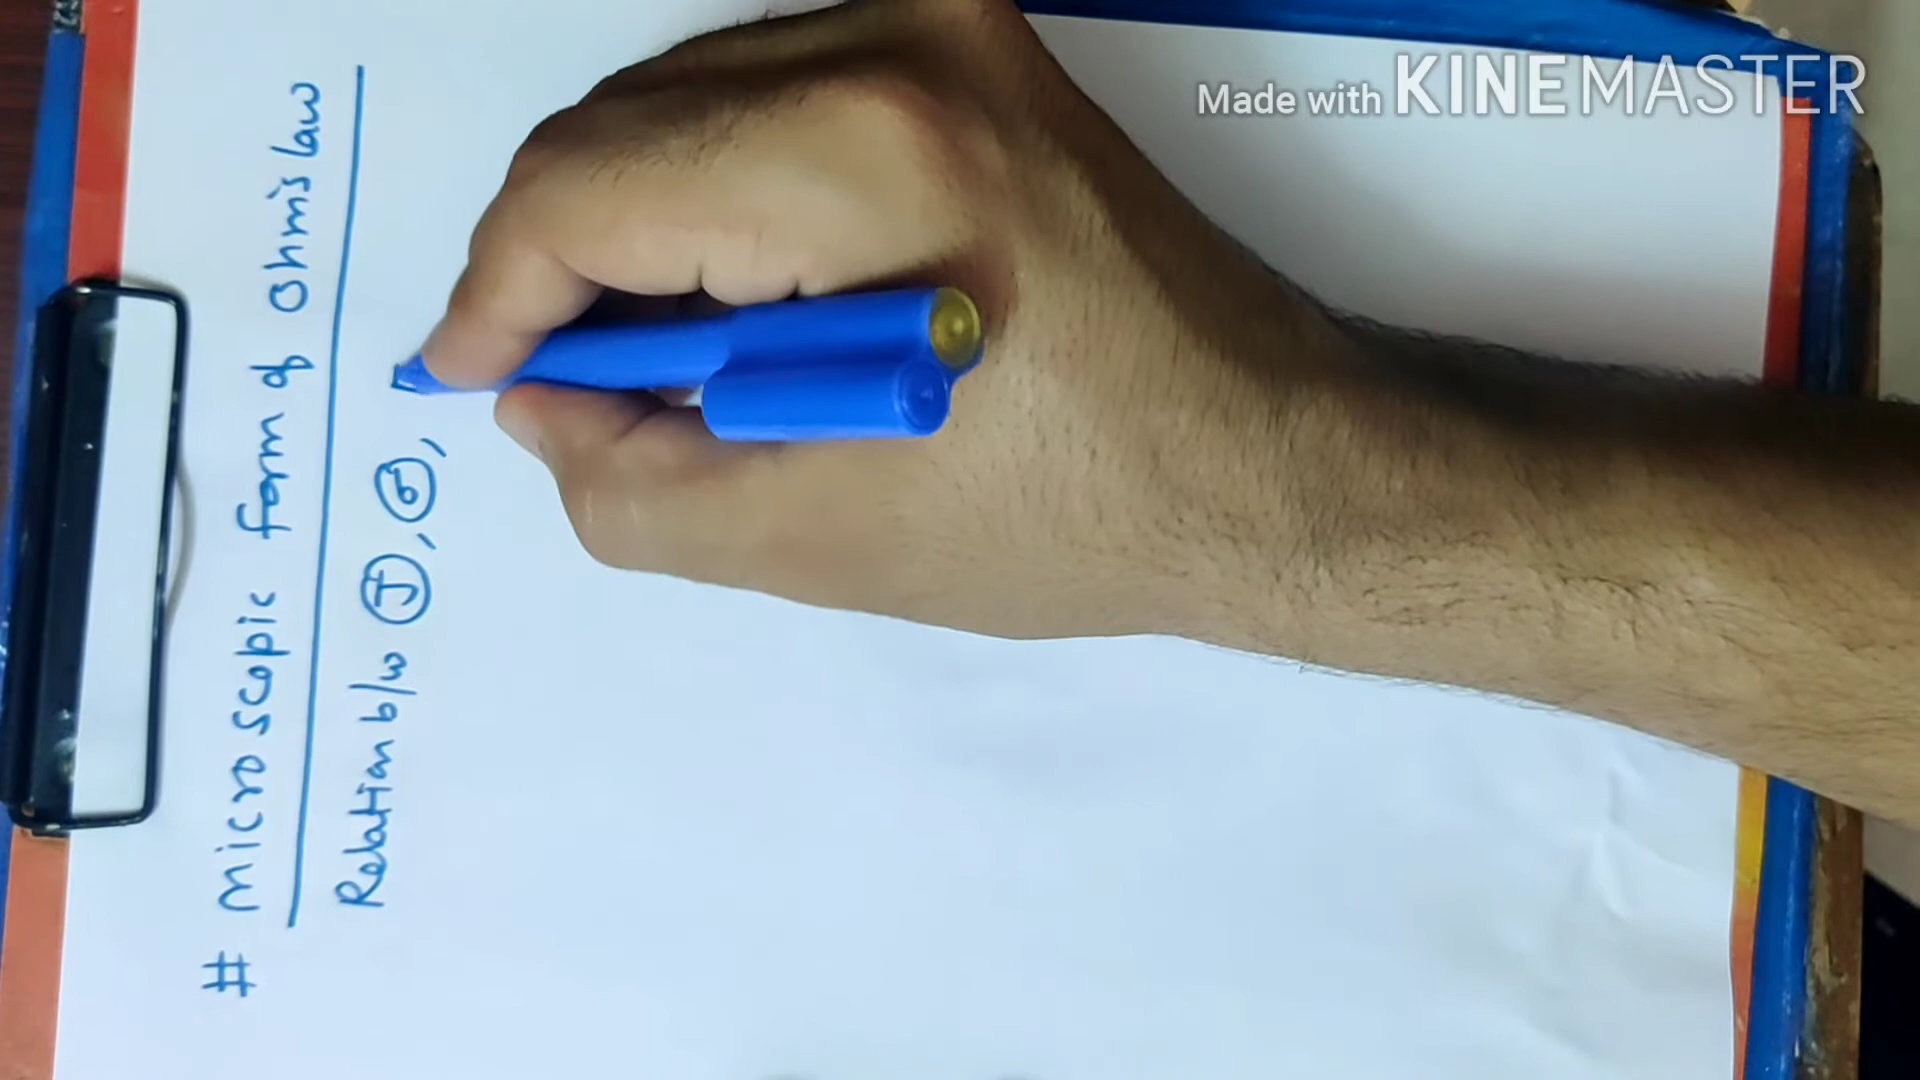 # microscopic form of Ohm's law
Relation b/w J, σ,
Made with KINEMASTER